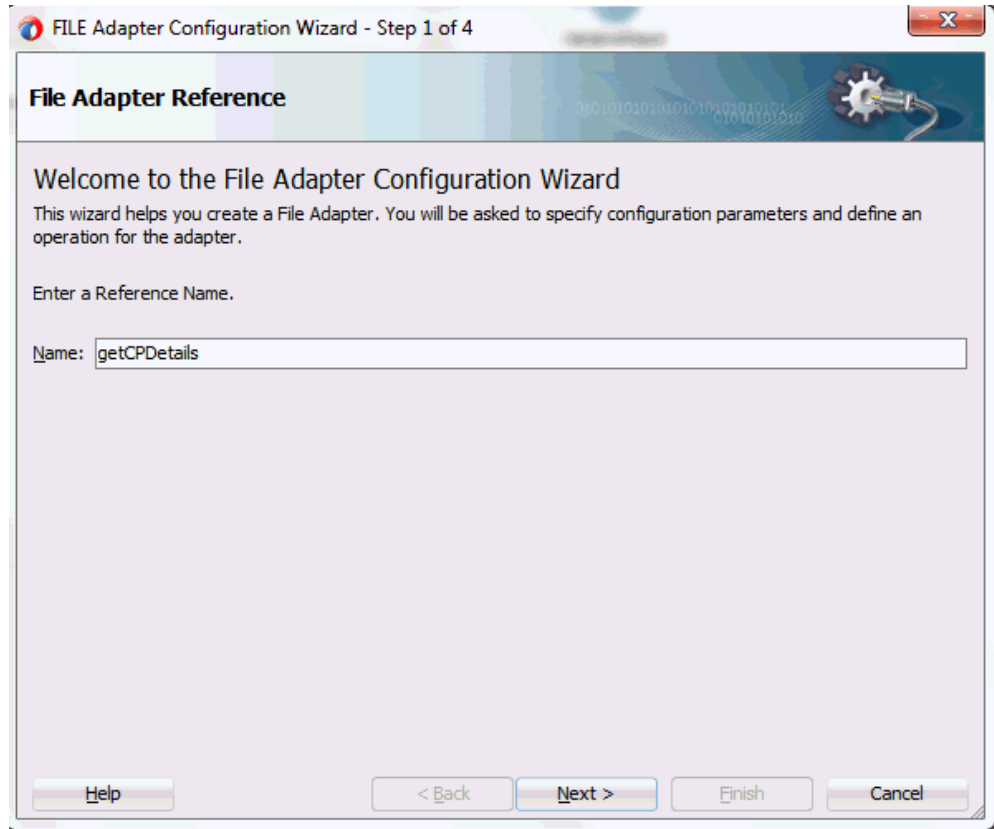 FILE Adapter Configuration Wizard - Step 1 of 4
File Adapter Reference
Welcome to the File Adapter Configuration Wizard
This wizard helps you create a File Adapter. You will be asked to specify configuration parameters and define an
operation for the adapter.
Enter a Reference Name.
Name: getCPDetails
Help < Back Next > Finish Cancel